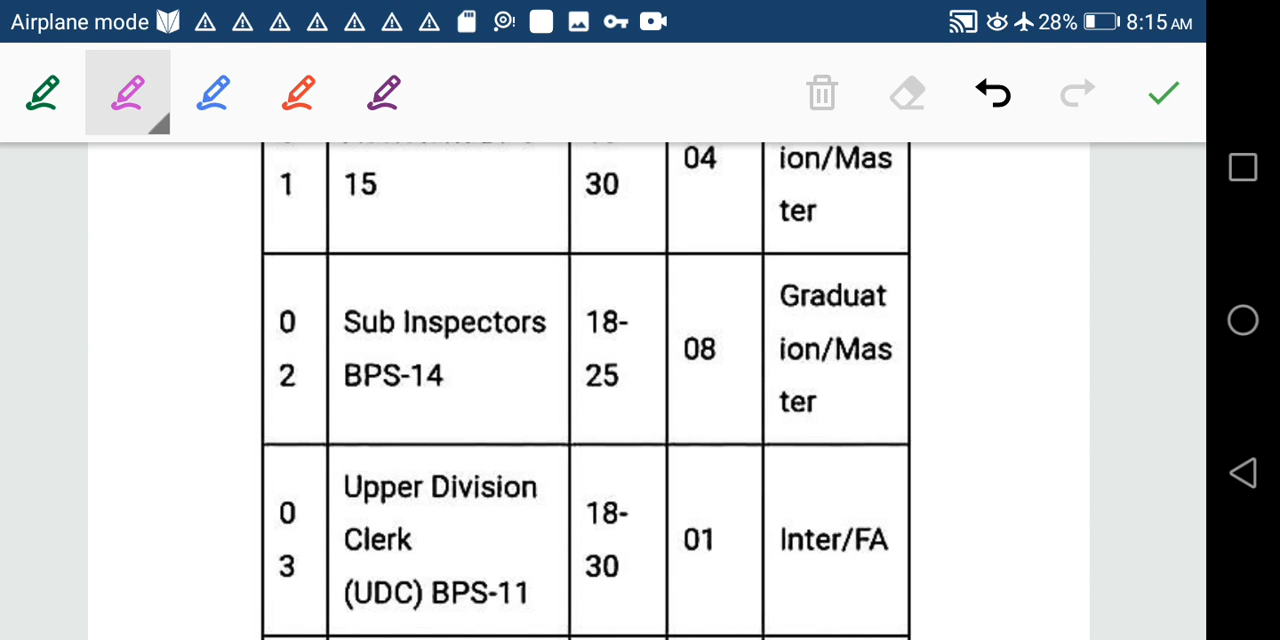 Airplane mode
28%
8:15 AM
1
15
30
04
ion/Mas
ter
0
2
Sub Inspectors
BPS-14
18-
25
08
Graduat
ion/Mas
ter
0
3
Upper Division
Clerk
(UDC) BPS-11
18-
30
01
Inter/FA